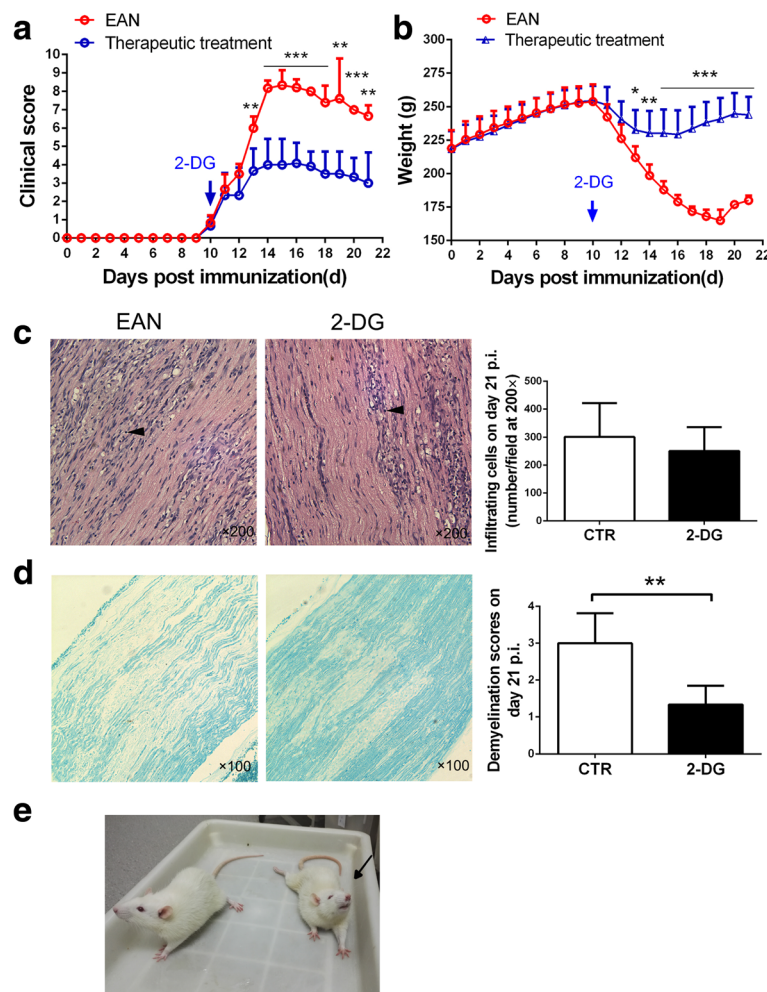 a
EAN
Therapeutic treatment
Clinical score
10
9
8
7
6
5
4
3
2
1
0
2-DG
**
***
**
***
**
0 2 4 6 8 10 12 14 16 18 20 22
Days post immunization(d)
b
EAN
Therapeutic treatment
Weight (g)
300
275
250
225
200
175
150
*
**
***
2-DG
0 2 4 6 8 10 12 14 16 18 20 22
Days post immunization(d)
c
EAN
2-DG
×200
×200
Infiltrating cells on day 21 p.i.
(number/field at 200×)
500
400
300
200
100
0
CTR
2-DG
d
×100
×100
Demyelination scores on
day 21 p.i.
4
3
2
1
0
**
CTR
2-DG
e